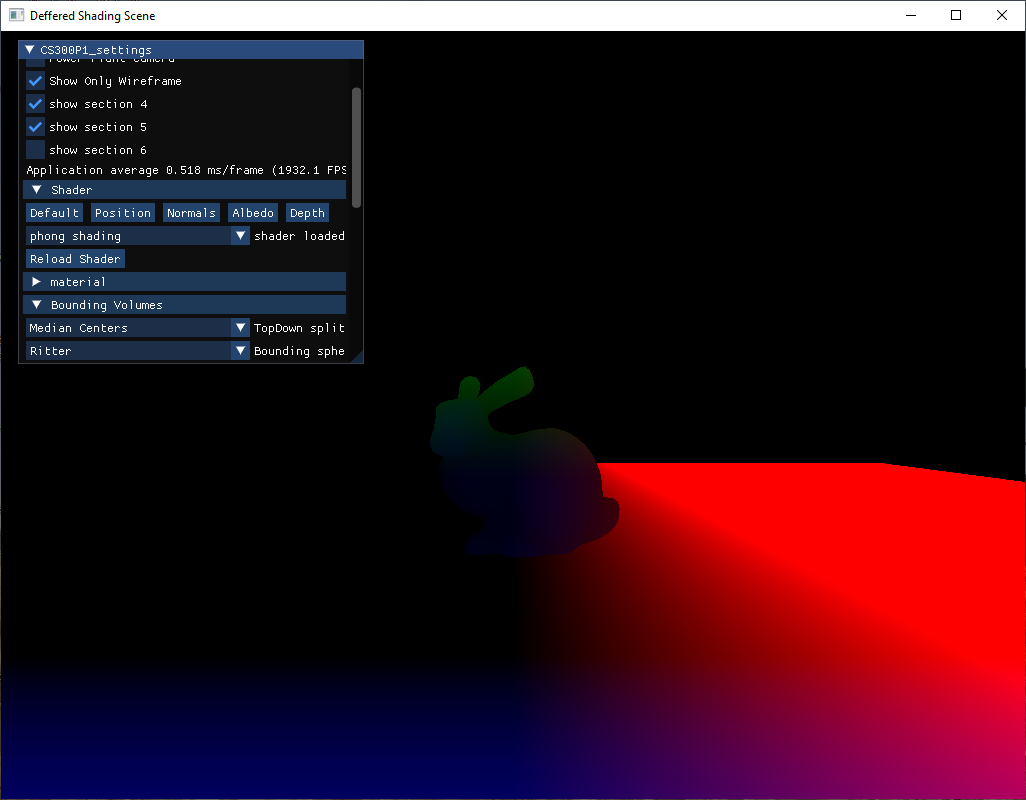 Deffered Shading Scene
CS300P1_settings
Show Only Wireframe
show section 4
show section 5
show section 6
Application average 0.518 ms/frame (1932.1 FPS
Shader
Default Position Normals Albedo Depth
phong shading shader loaded
Reload Shader
material
Bounding Volumes
Median Centers TopDown split
Ritter Bounding sphe